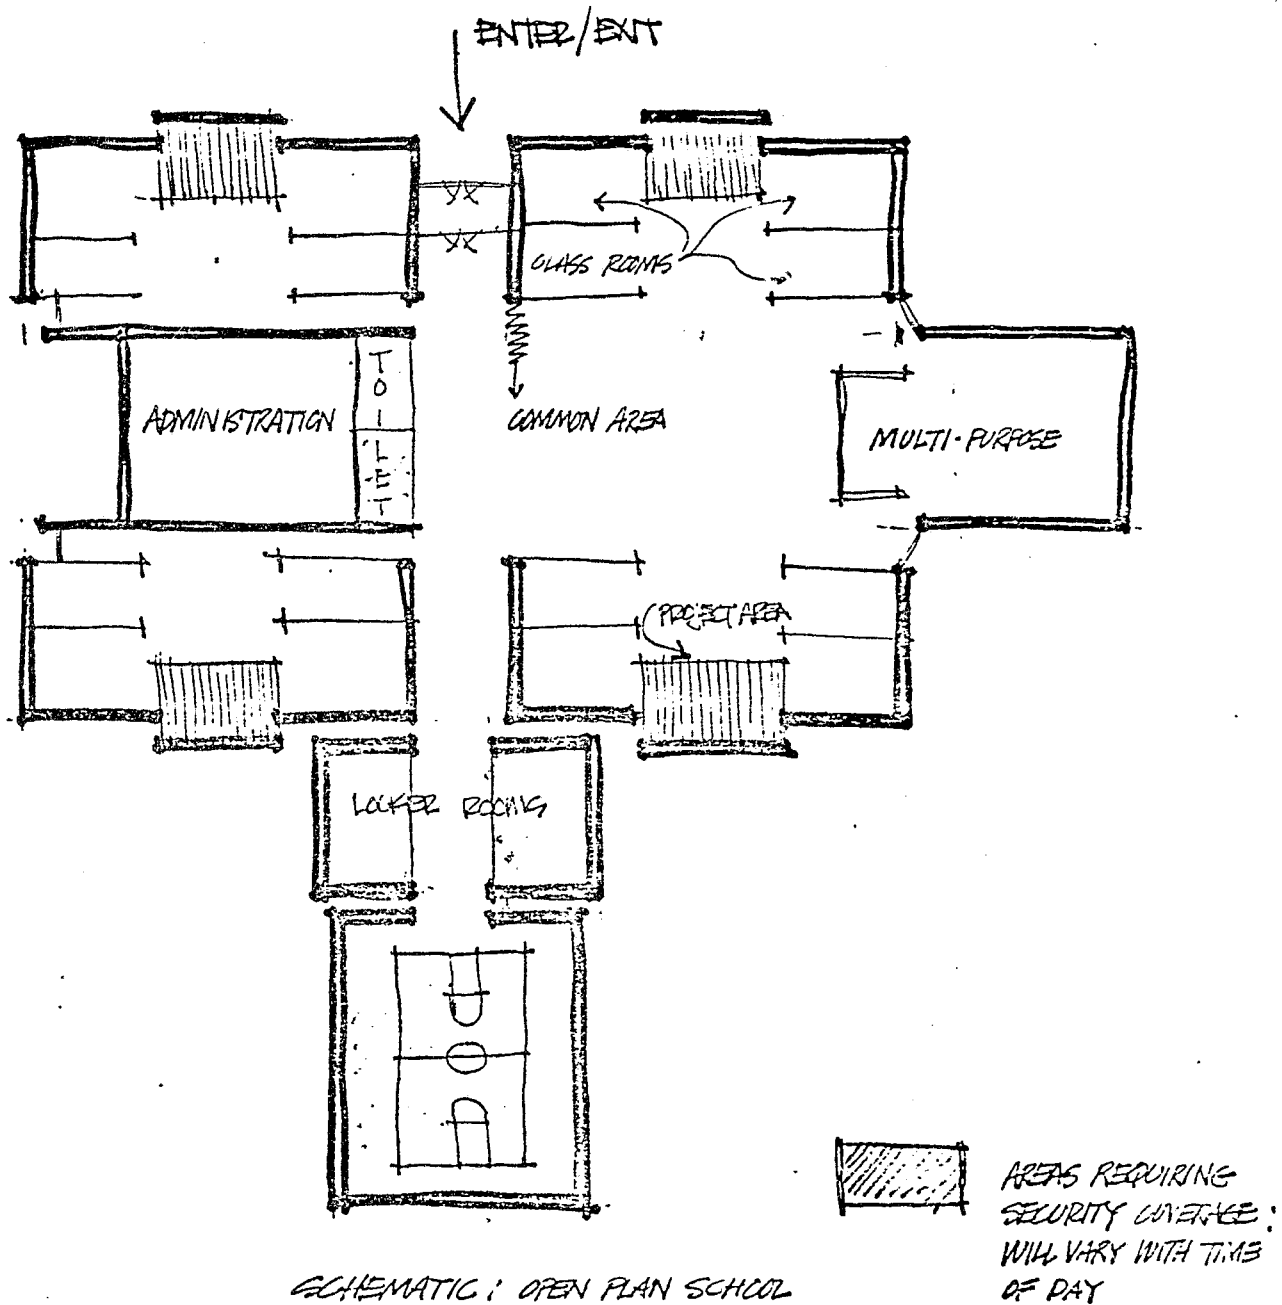 ENTER/EXIT
CLASS ROOMS
TOILET
ADMINISTRATION
COMMON AREA
MULTI-PURPOSE
PROJECT AREA
LOCKER ROOMS
AREAS REQUIRING
SECURITY COVERAGE:
WILL VARY WITH TIME
OF DAY
SCHEMATIC: OPEN PLAN SCHOOL